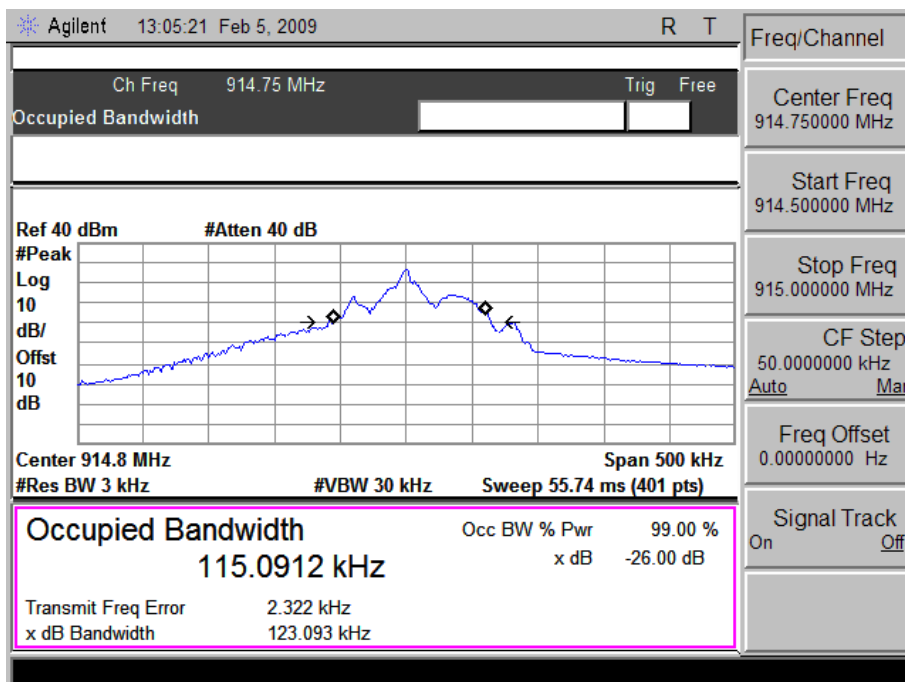 Agilent 13:05:21 Feb 5, 2009 R T
Ch Freq 914.75 MHz Trig Free
Occupied Bandwidth
Ref 40 dBm #Atten 40 dB
#Peak
Log
10
dB/
Offst
10
dB
Center 914.8 MHz Span 500 kHz
#Res BW 3 kHz #VBW 30 kHz Sweep 55.74 ms (401 pts)
Occupied Bandwidth
115.0912 kHz
Occ BW % Pwr 99.00 %
x dB -26.00 dB
Transmit Freq Error 2.322 kHz
x dB Bandwidth 123.093 kHz
Freq/Channel
Center Freq
914.750000 MHz
Start Freq
914.500000 MHz
Stop Freq
915.000000 MHz
CF Step
50.0000000 kHz
Auto Man
Freq Offset
0.00000000 Hz
Signal Track
On Off